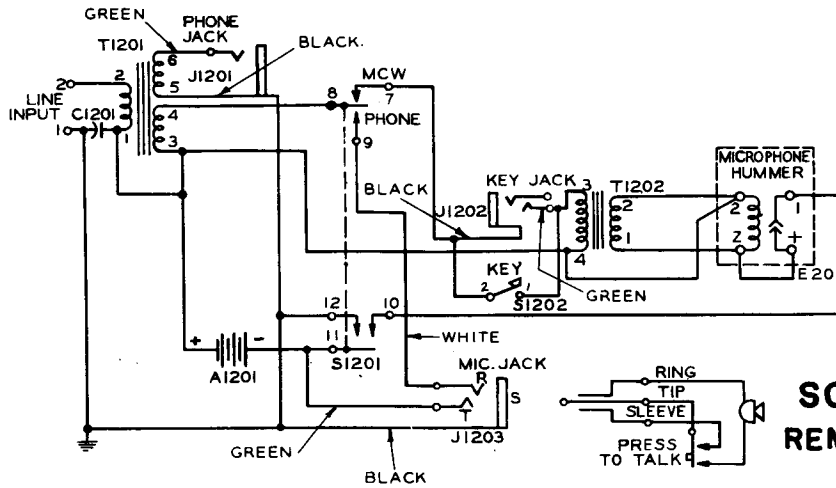 GREEN
PHONE
JACK
T1201
6
J1201
BLACK.
5
2
2
LINE
INPUT
C1201
1
1
4
3
8
MCW
7
PHONE
9
BLACK
KEY JACK
J1202
3
T1202
2
1
4
MICROPHONE
HUMMER
2
1
Z
+
E20
KEY
2
1
S1202
GREEN
12
10
11
S1201
WHITE
+
-
A1201
MIC. JACK
R
S
T
J1203
GREEN
BLACK
RING
TIP
SLEEVE
PRESS
TO TALK
SC
REM